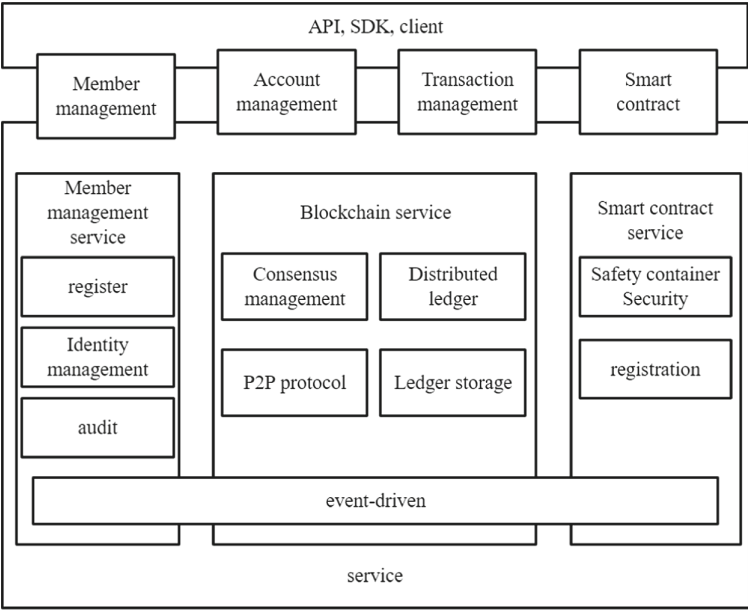 API, SDK, client
Member
management
Account
management
Transaction
management
Smart
contract
Member
management
service
register
Identity
management
audit
Blockchain service
Consensus
management
Distributed
ledger
P2P protocol
Ledger storage
Smart contract
service
Safety container
Security
registration
event-driven
service